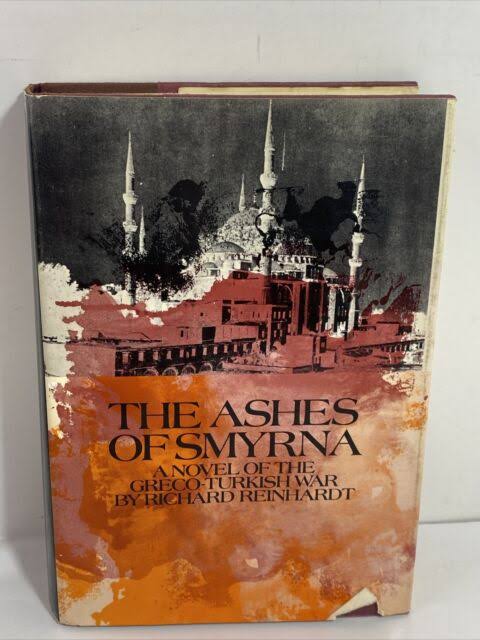 THE ASHES
OF SMYRNA
A NOVEL OF THE
GRECO-TURKISH WAR
BY RICHARD REINHARDT